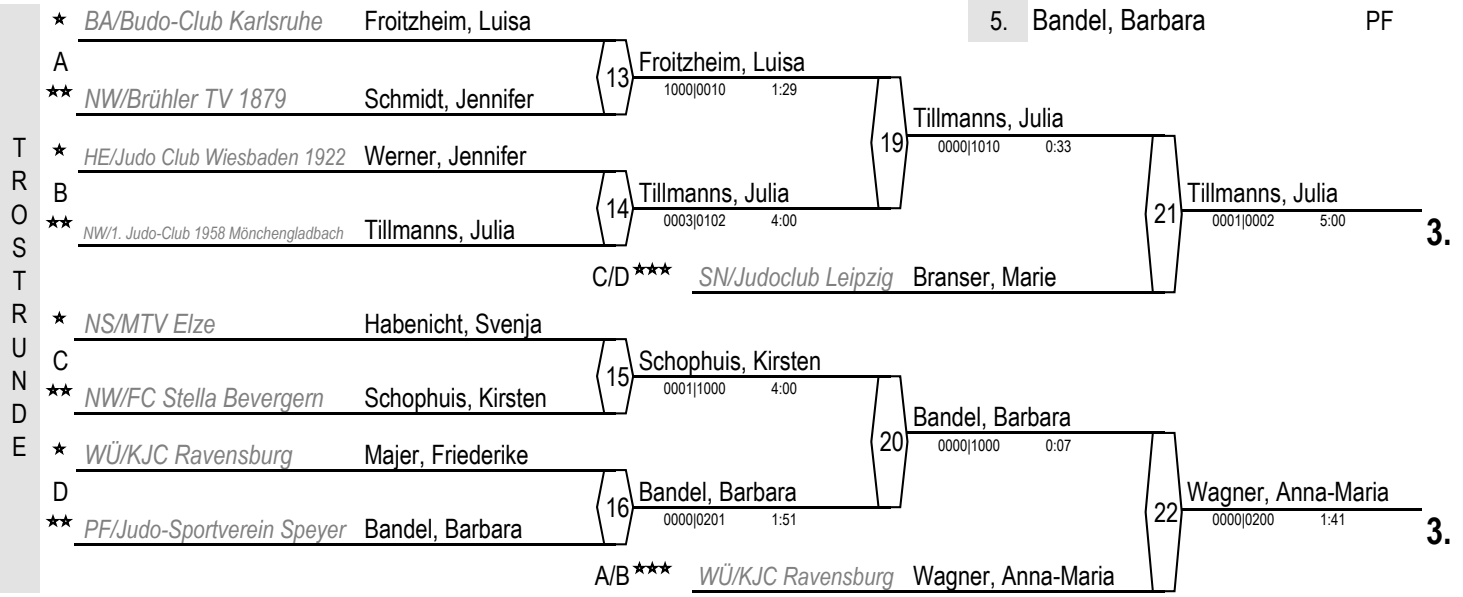 TROSTRUNDE
★ BA/Budo-Club Karlsruhe Froitzheim, Luisa
5. Bandel, Barbara PF
A
13 Froitzheim, Luisa
1000|0010 1:29
★★ NW/Brühler TV 1879 Schmidt, Jennifer
19 Tillmanns, Julia
0000|1010 0:33
★ HE/Judo Club Wiesbaden 1922 Werner, Jennifer
B
14 Tillmanns, Julia
0003|0102 4:00
21 Tillmanns, Julia
0001|0002 5:00
3.
★★ NW/1. Judo-Club 1958 Mönchengladbach Tillmanns, Julia
C/D ★★★ SN/Judoclub Leipzig Branser, Marie
★ NS/MTV Elze Habenicht, Svenja
C
15 Schophuis, Kirsten
0001|1000 4:00
★★ NW/FC Stella Bevergern Schophuis, Kirsten
20 Bandel, Barbara
0000|1000 0:07
★ WÜ/KJC Ravensburg Majer, Friederike
D
16 Bandel, Barbara
0000|0201 1:51
22 Wagner, Anna-Maria
0000|0200 1:41
3.
★★ PF/Judo-Sportverein Speyer Bandel, Barbara
A/B ★★★ WÜ/KJC Ravensburg Wagner, Anna-Maria